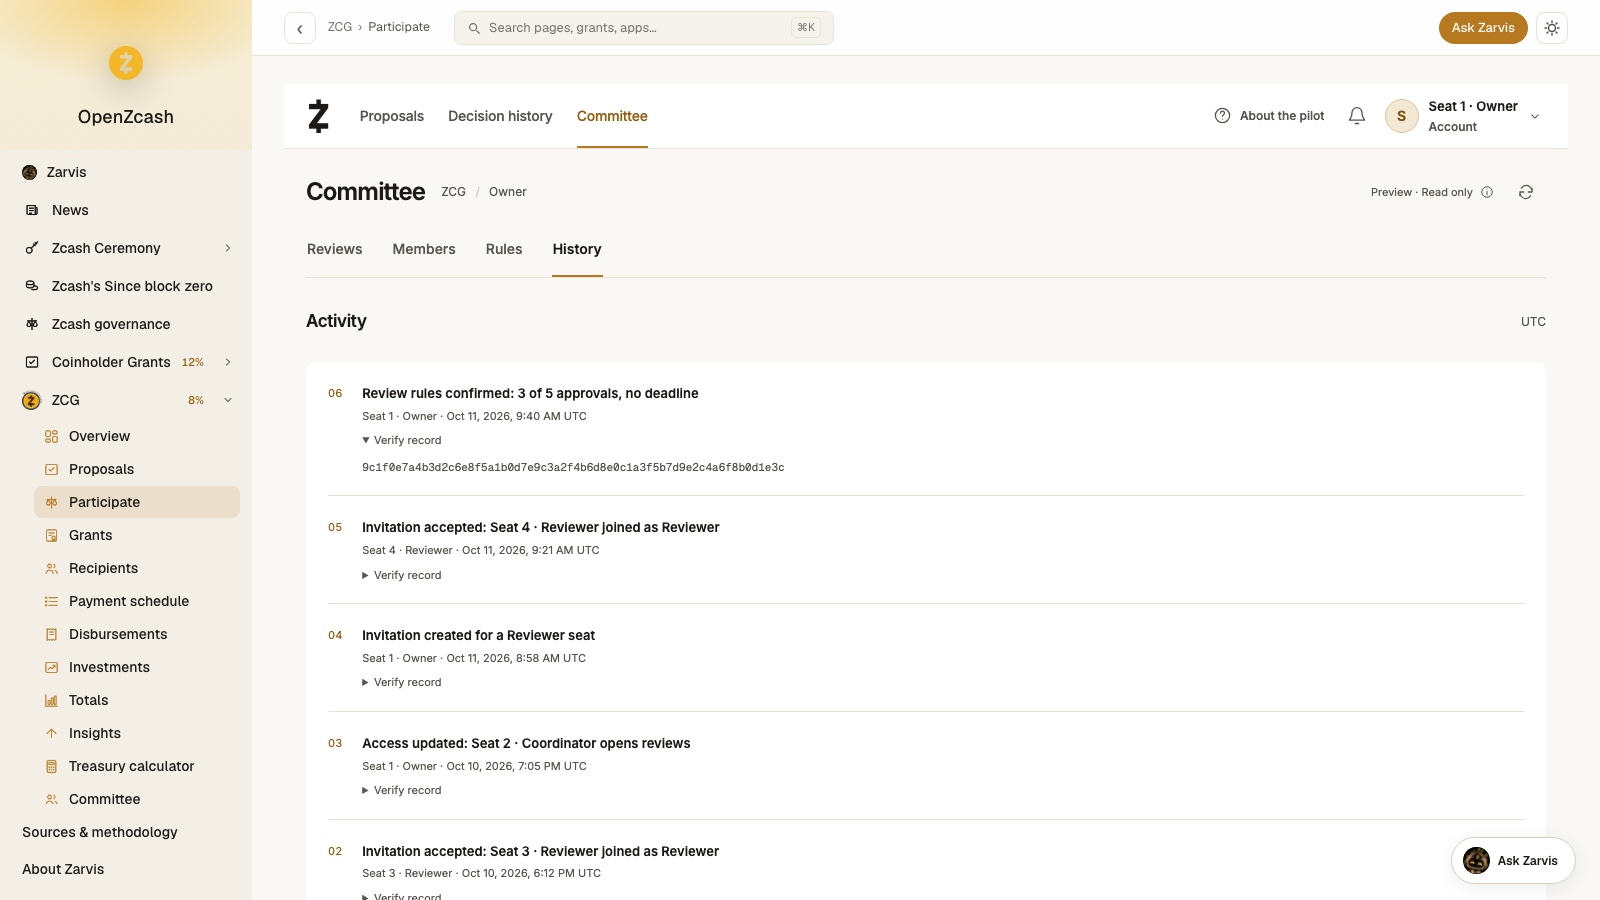 OpenZcash
Zarvis
News
Zcash Ceremony
Zcash's Since block zero
Zcash governance
Coinholder Grants 12%
ZCG 8%
Overview
Proposals
Participate
Grants
Recipients
Payment schedule
Disbursements
Investments
Totals
Insights
Treasury calculator
Committee
Sources & methodology
About Zarvis
ZCG › Participate
Search pages, grants, apps… ⌘K
Ask Zarvis
Proposals Decision history Committee
About the pilot
S
Seat 1 · Owner
Account
Committee ZCG / Owner
Preview · Read only
Reviews Members Rules History
Activity UTC
06 Review rules confirmed: 3 of 5 approvals, no deadline
Seat 1 · Owner · Oct 11, 2026, 9:40 AM UTC
▼ Verify record
9c1f0e7a4b3d2c6e8f5a1b0d7e9c3a2f4b6d8e0c1a3f5b7d9e2c4a6f8b0d1e3c
05 Invitation accepted: Seat 4 · Reviewer joined as Reviewer
Seat 4 · Reviewer · Oct 11, 2026, 9:21 AM UTC
▶ Verify record
04 Invitation created for a Reviewer seat
Seat 1 · Owner · Oct 11, 2026, 8:58 AM UTC
▶ Verify record
03 Access updated: Seat 2 · Coordinator opens reviews
Seat 1 · Owner · Oct 10, 2026, 7:05 PM UTC
▶ Verify record
02 Invitation accepted: Seat 3 · Reviewer joined as Reviewer
Seat 3 · Reviewer · Oct 10, 2026, 6:12 PM UTC
▶ Verify record
Ask Zarvis